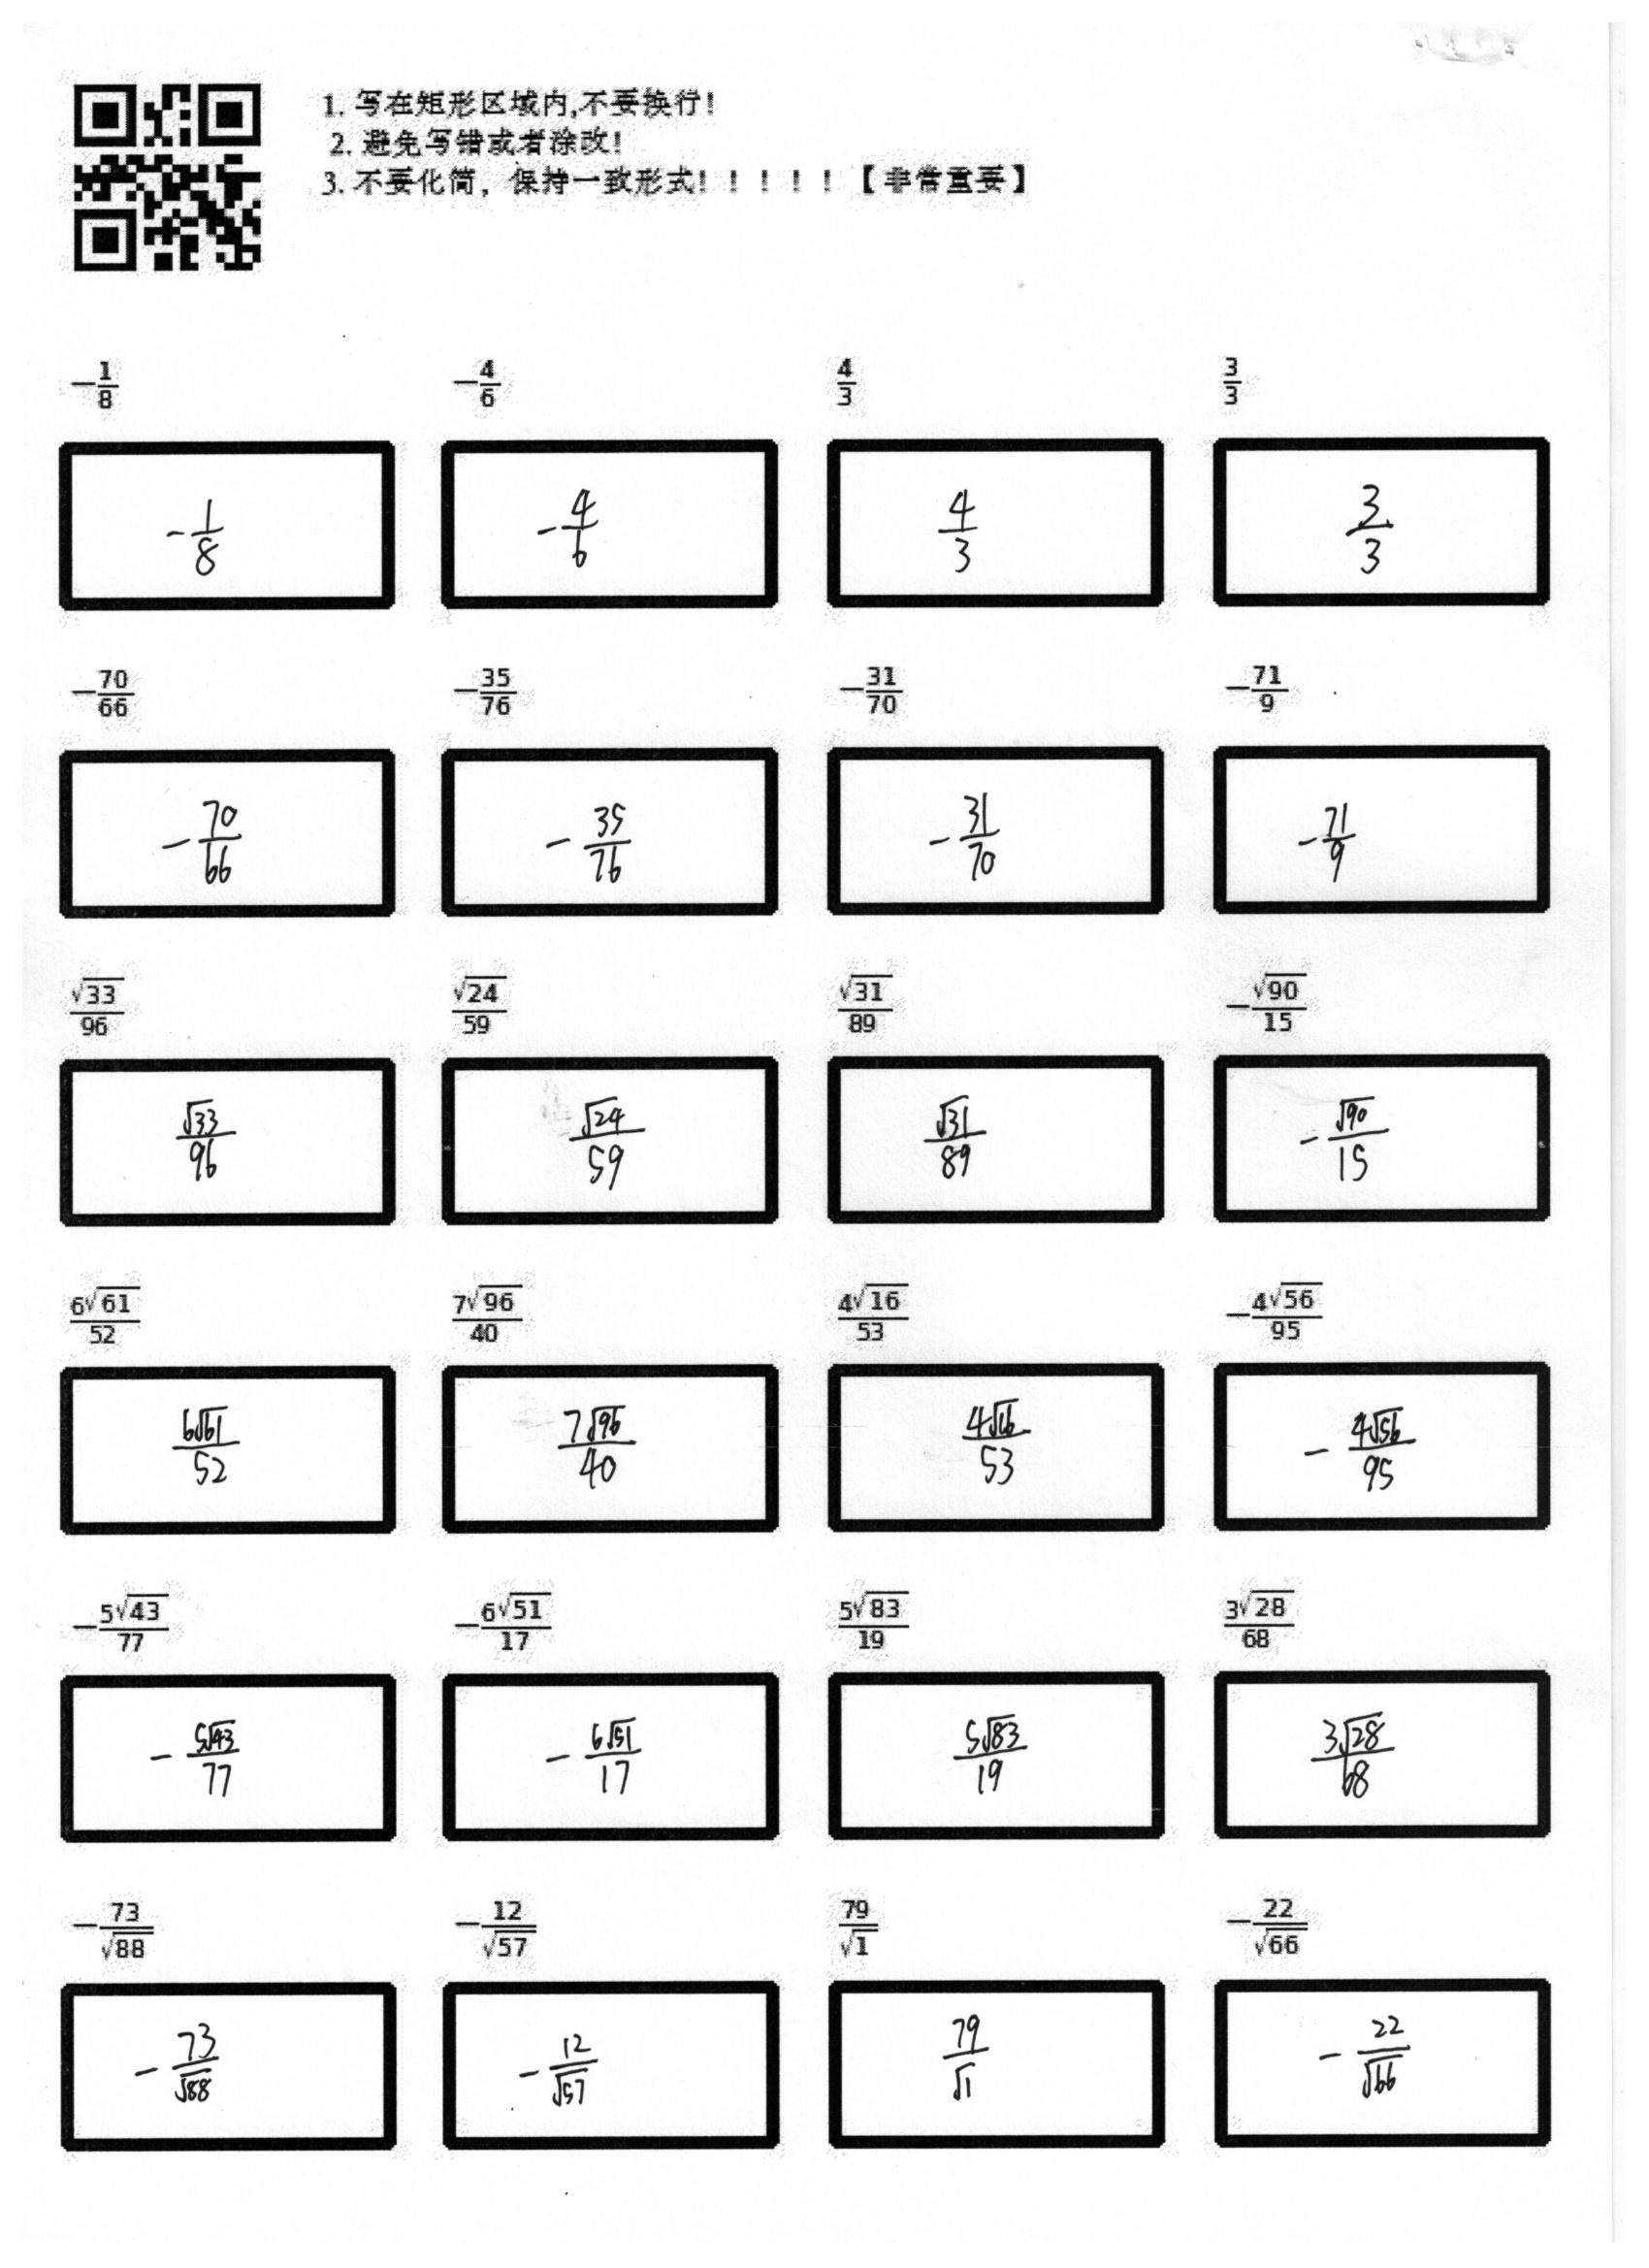 1. 写在矩形区域内,不要换行!
2. 避免写错或者涂改!
3. 不要化简，保持一致形式! ! ! ! ! 【非常重要】
-\frac{1}{8} -\frac{4}{6} \frac{4}{3} \frac{3}{3}
-\frac{1}{8} -\frac{4}{6} \frac{4}{3} \frac{3}{3}
-\frac{70}{66} -\frac{35}{76} -\frac{31}{70} -\frac{71}{9}
-\frac{70}{66} -\frac{35}{76} -\frac{31}{70} -\frac{71}{9}
\frac{\sqrt{33}}{96} \frac{\sqrt{24}}{59} \frac{\sqrt{31}}{89} -\frac{\sqrt{90}}{15}
\frac{\sqrt{33}}{96} \frac{\sqrt{24}}{59} \frac{\sqrt{31}}{89} -\frac{\sqrt{90}}{15}
\frac{6\sqrt{61}}{52} \frac{7\sqrt{96}}{40} \frac{4\sqrt{16}}{53} -\frac{4\sqrt{56}}{95}
\frac{6\sqrt{61}}{52} \frac{7\sqrt{96}}{40} \frac{4\sqrt{16}}{53} -\frac{4\sqrt{56}}{95}
-\frac{5\sqrt{43}}{77} -\frac{6\sqrt{51}}{17} \frac{5\sqrt{83}}{19} \frac{3\sqrt{28}}{68}
-\frac{5\sqrt{43}}{77} -\frac{6\sqrt{51}}{17} \frac{5\sqrt{83}}{19} \frac{3\sqrt{28}}{68}
-\frac{73}{\sqrt{88}} -\frac{12}{\sqrt{57}} \frac{79}{\sqrt{1}} -\frac{22}{\sqrt{66}}
-\frac{73}{\sqrt{88}} -\frac{12}{\sqrt{57}} \frac{79}{\sqrt{1}} -\frac{22}{\sqrt{66}}